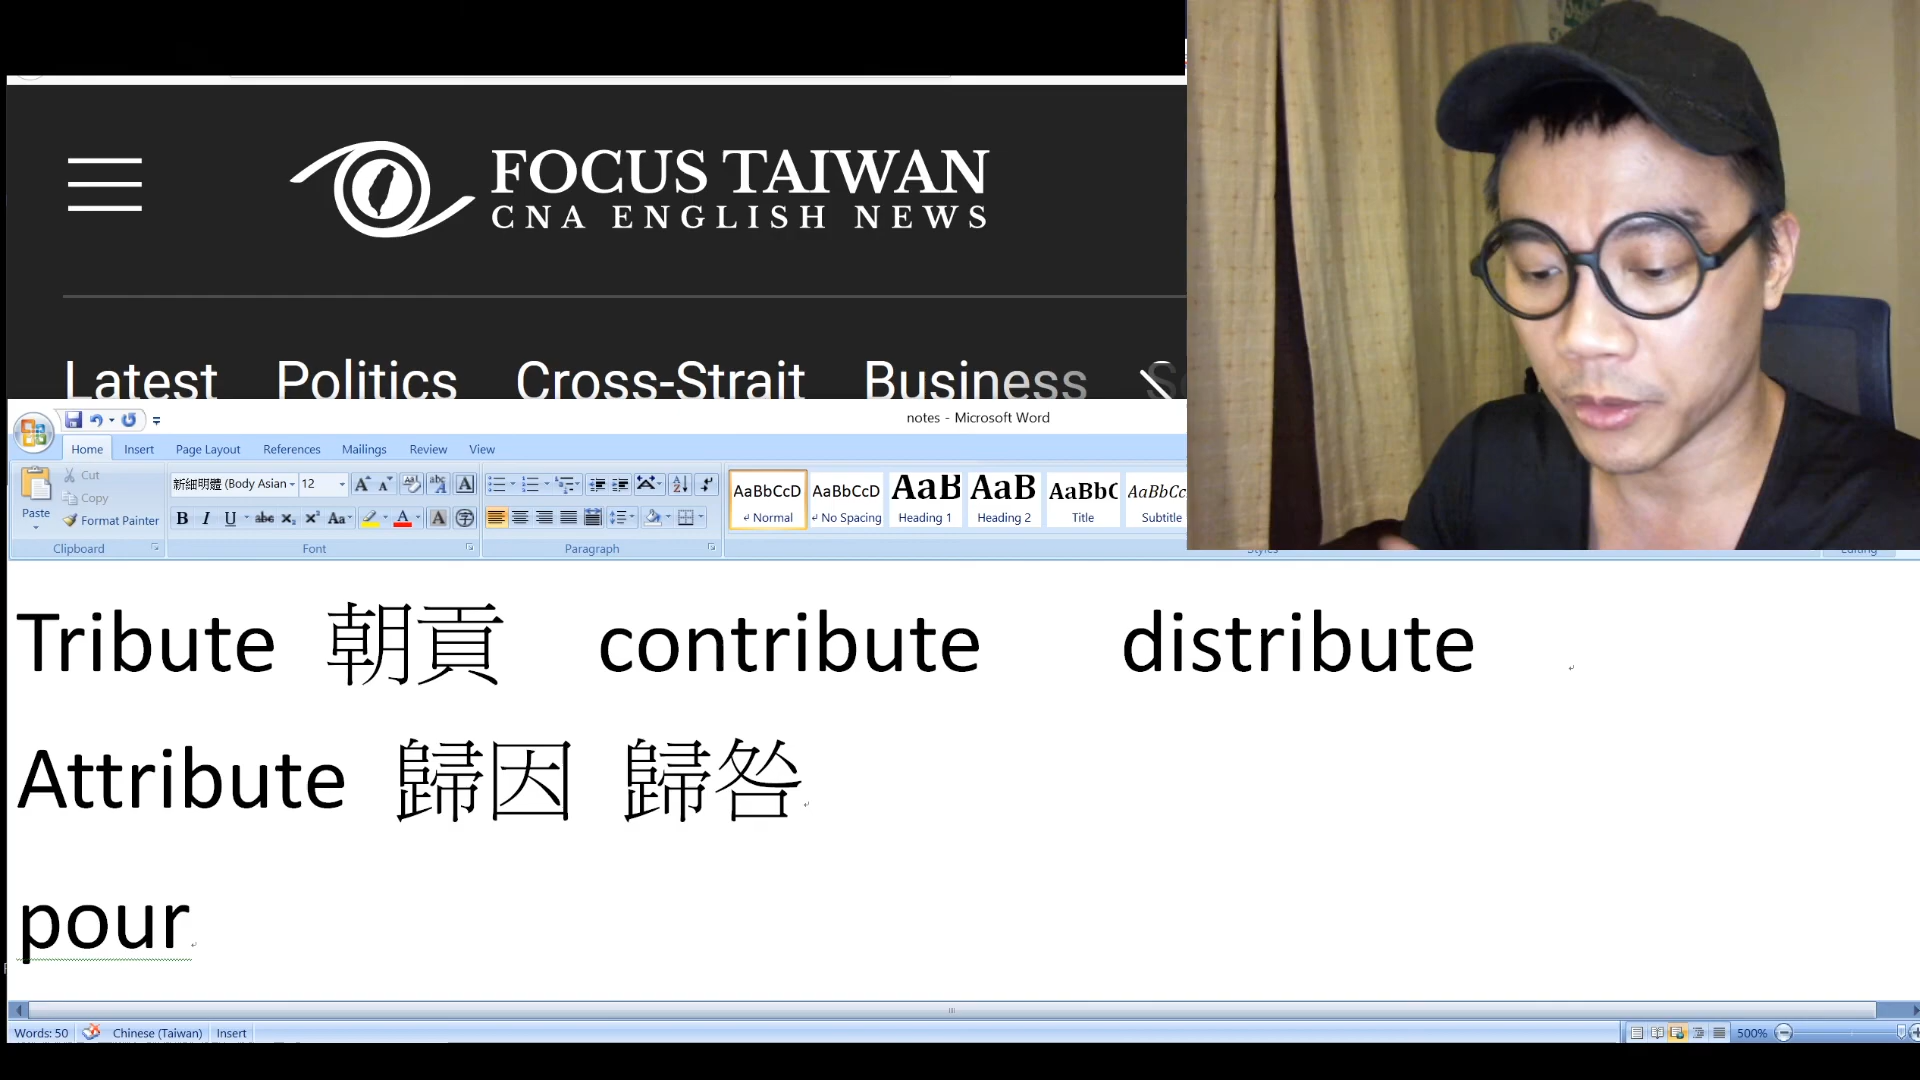 FOCUS TAIWAN
CNA ENGLISH NEWS
Latest Politics Cross-Strait Business
notes - Microsoft Word
Home Insert Page Layout References Mailings Review View
Paste
Cut
Copy
Format Painter
Clipboard
新細明體 (Body Asian 12
Font
Paragraph
AaBbCcD AaBbCcD AaB AaB AaBbC AaBbCc
Normal No Spacing Heading 1 Heading 2 Title Subtitle
Tribute 朝貢 contribute distribute
Attribute 歸因 歸咎
pour
Words: 50 Chinese (Taiwan) Insert 500%